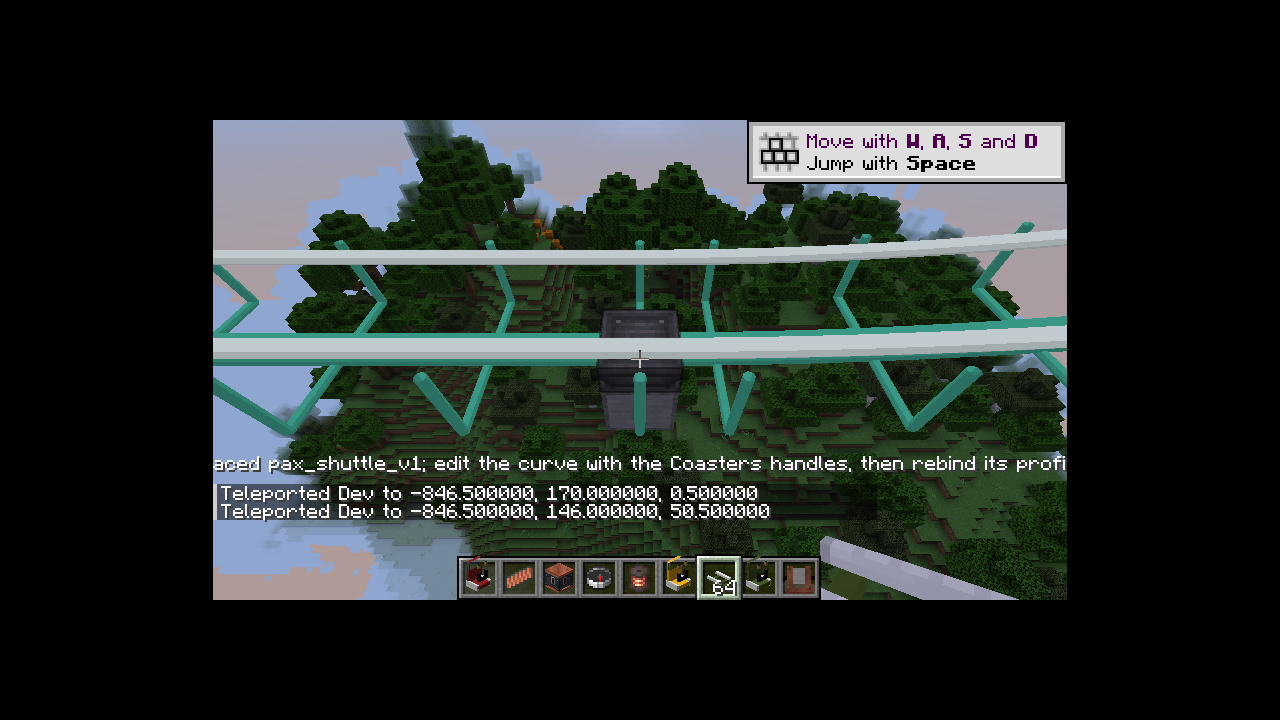 Move with W, A, S and D
Jump with Space
aced pax_shuttle_v1; edit the curve with the Coasters handles, then rebind its profi
Teleported Dev to -846.500000, 170.000000, 0.500000
Teleported Dev to -846.500000, 146.000000, 50.500000
64